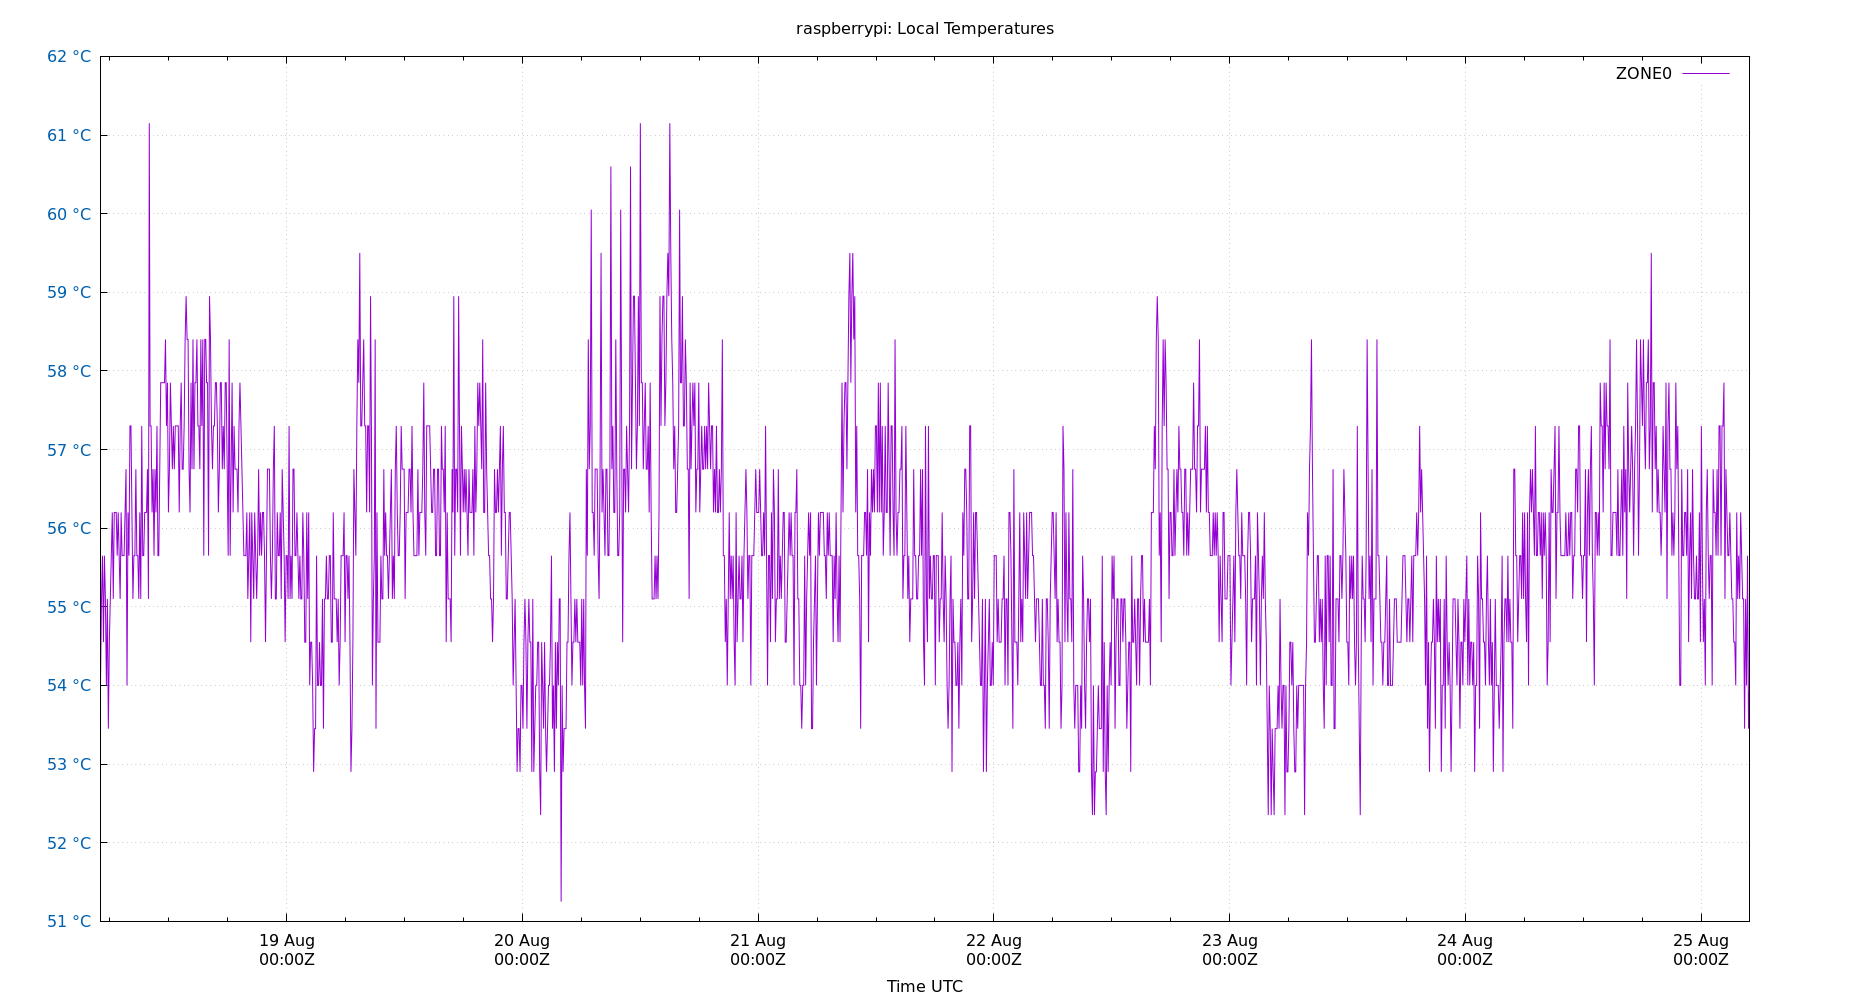 raspberrypi: Local Temperatures
ZONE0
62 °C
61 °C
60 °C
59 °C
58 °C
57 °C
56 °C
55 °C
54 °C
53 °C
52 °C
51 °C
19 Aug 20 Aug 21 Aug 22 Aug 23 Aug 24 Aug 25 Aug
00:00Z 00:00Z 00:00Z 00:00Z 00:00Z 00:00Z 00:00Z
Time UTC